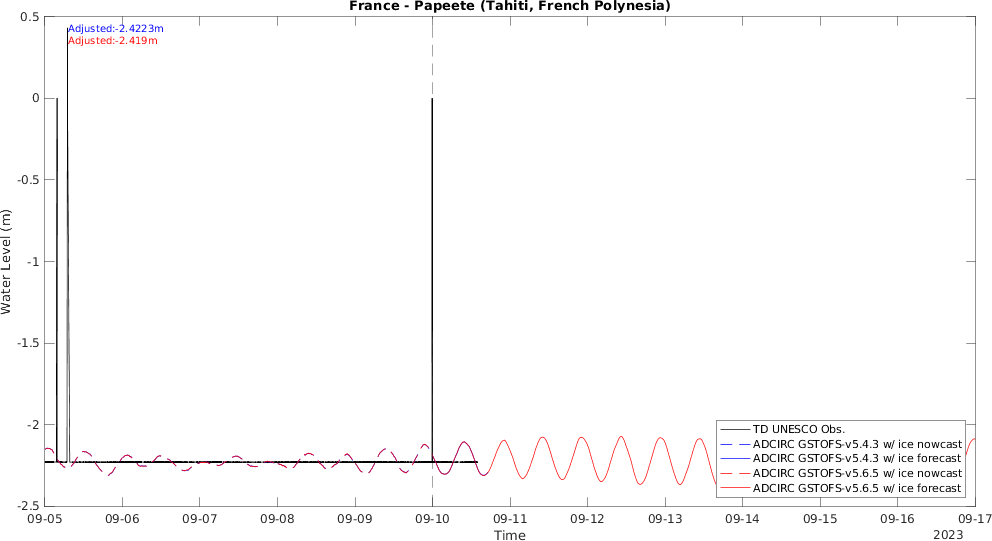 France - Papeete (Tahiti, French Polynesia)
Adjusted:-2.4223m
Adjusted:-2.419m
0.5
0
-0.5
-1
-1.5
-2
-2.5
Water Level (m)
TD UNESCO Obs.
ADCIRC GSTOFS-v5.4.3 w/ ice nowcast
ADCIRC GSTOFS-v5.4.3 w/ ice forecast
ADCIRC GSTOFS-v5.6.5 w/ ice nowcast
ADCIRC GSTOFS-v5.6.5 w/ ice forecast
09-05 09-06 09-07 09-08 09-09 09-10 09-11 09-12 09-13 09-14 09-15 09-16 09-17
Time
2023